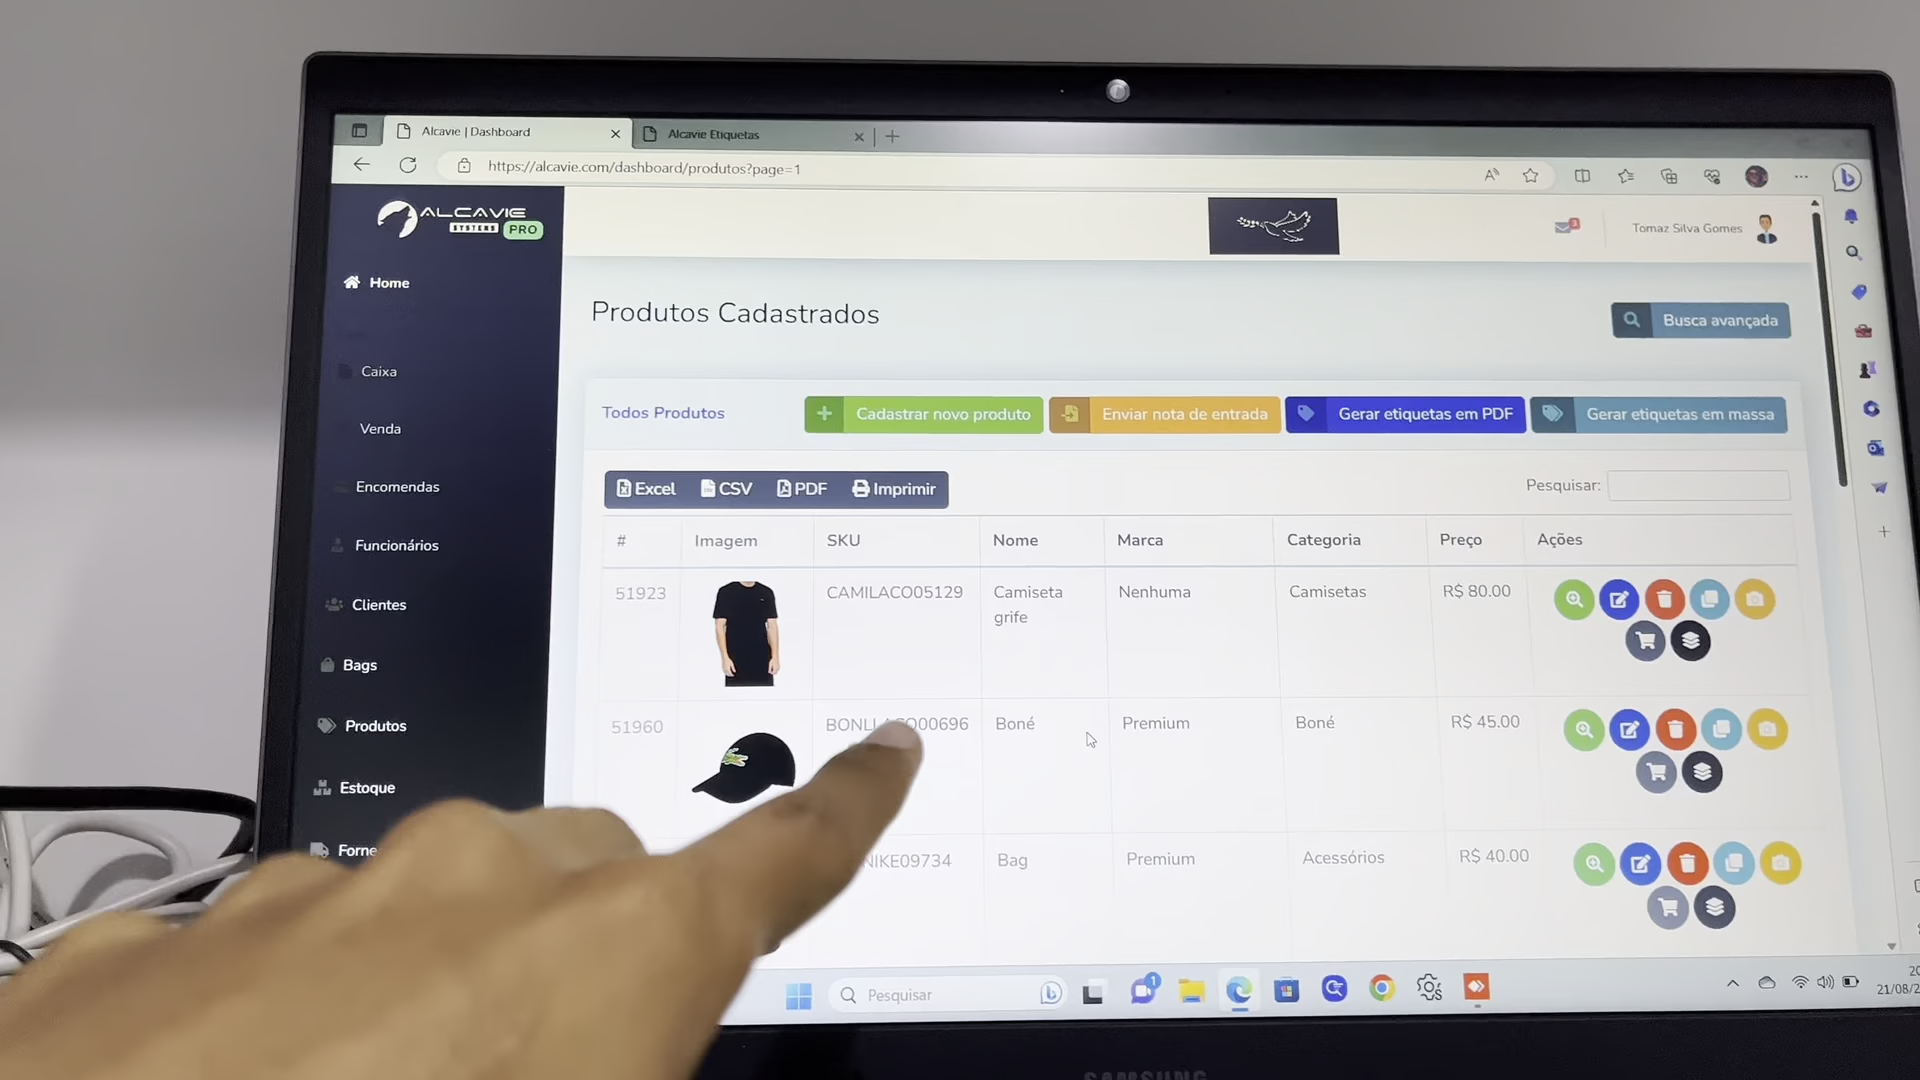 Alcavie | Dashboard
Alcavie Etiquetas
https://alcavie.com/dashboard/produtos?page=1
ALCAVIE
SYSTEMS PRO
3
Tomaz Silva Gomes
Home
Caixa
Venda
Encomendas
Funcionários
Clientes
Bags
Produtos
Estoque
Produtos Cadastrados
Busca avançada
Todos Produtos
Cadastrar novo produto
Enviar nota de entrada
Gerar etiquetas em PDF
Gerar etiquetas em massa
Excel CSV PDF Imprimir
Pesquisar:
# Imagem SKU Nome Marca Categoria Preço Ações
51923 CAMILACO05129 Camiseta grife Nenhuma Camisetas R$ 80.00
51960 Boné Premium Boné R$ 45.00
Bag Premium Acessórios R$ 40.00
Pesquisar
1
SAMSUNG